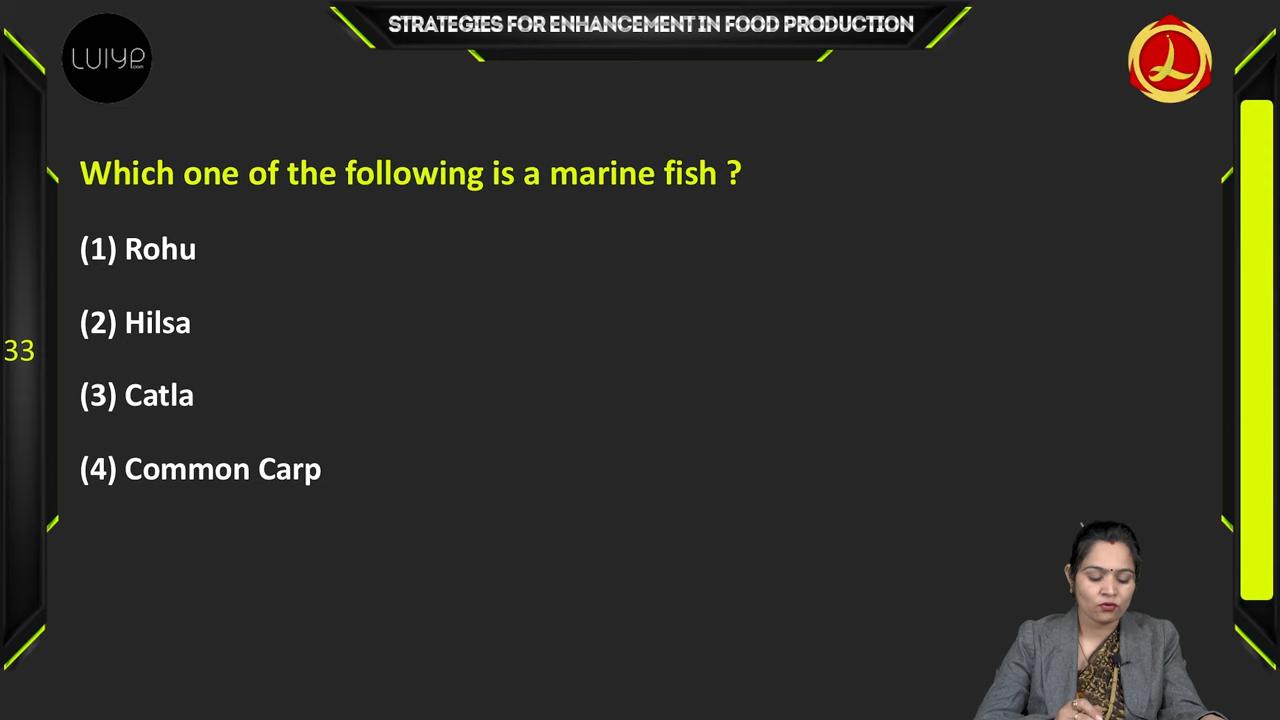 STRATEGIES FOR ENHANCEMENT IN FOOD PRODUCTION
LUIYP
.com
Which one of the following is a marine fish ?
(1) Rohu
(2) Hilsa
33
(3) Catla
(4) Common Carp